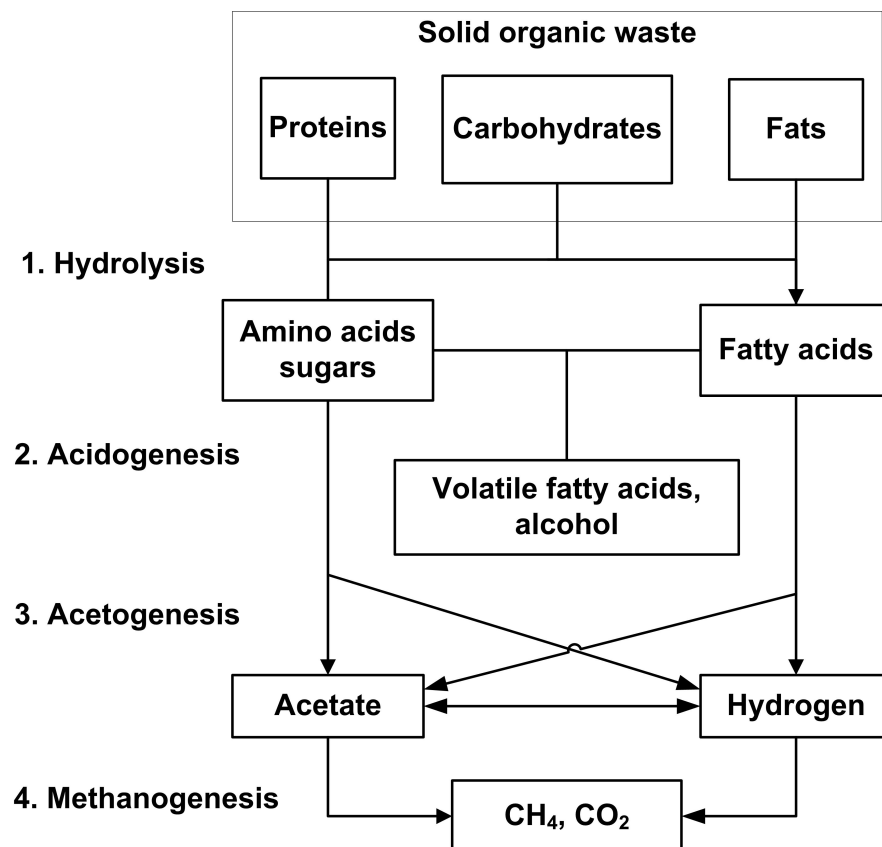 Solid organic waste
Proteins
Carbohydrates
Fats
1. Hydrolysis
Amino acids
sugars
Fatty acids
2. Acidogenesis
Volatile fatty acids,
alcohol
3. Acetogenesis
Acetate
Hydrogen
4. Methanogenesis
CH₄, CO₂